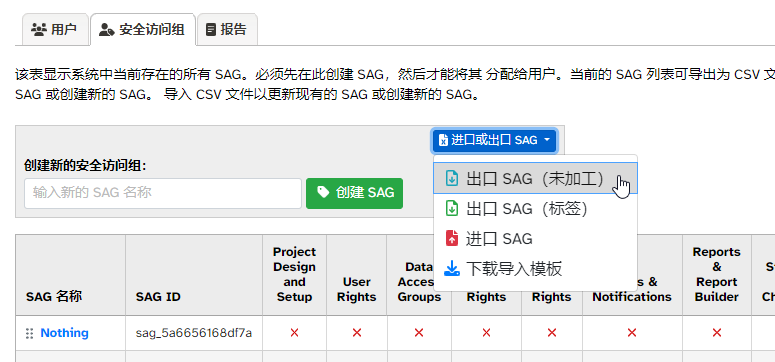 用户 安全访问组 报告
该表显示系统中当前存在的所有 SAG。必须先在此创建 SAG，然后才能将其 分配给用户。当前的 SAG 列表可导出为 CSV 文
SAG 或创建新的 SAG。 导入 CSV 文件以更新现有的 SAG 或创建新的 SAG。
进口或出口 SAG
创建新的安全访问组：
输入新的 SAG 名称 创建 SAG
出口 SAG（未加工）
出口 SAG（标签）
进口 SAG
下载导入模板
SAG 名称 SAG ID
Project
Design
and
Setup
User
Rights
Data
Access
Groups
Rights
Rights
&
Notifications
Reports
&
Report
Builder
Nothing sag_5a6656168df7a